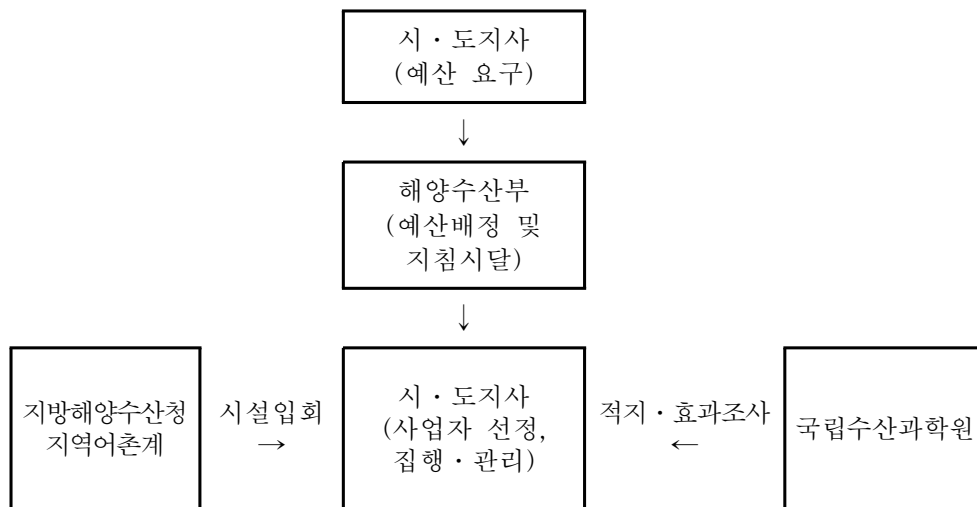 시・도지사
(예산 요구)
↓
해양수산부
(예산배정 및
지침시달)
↓
지방해양수산청
지역어촌계
시설입회
→
시・도지사
(사업자 선정,
집행・관리)
적지・효과조사
←
국립수산과학원